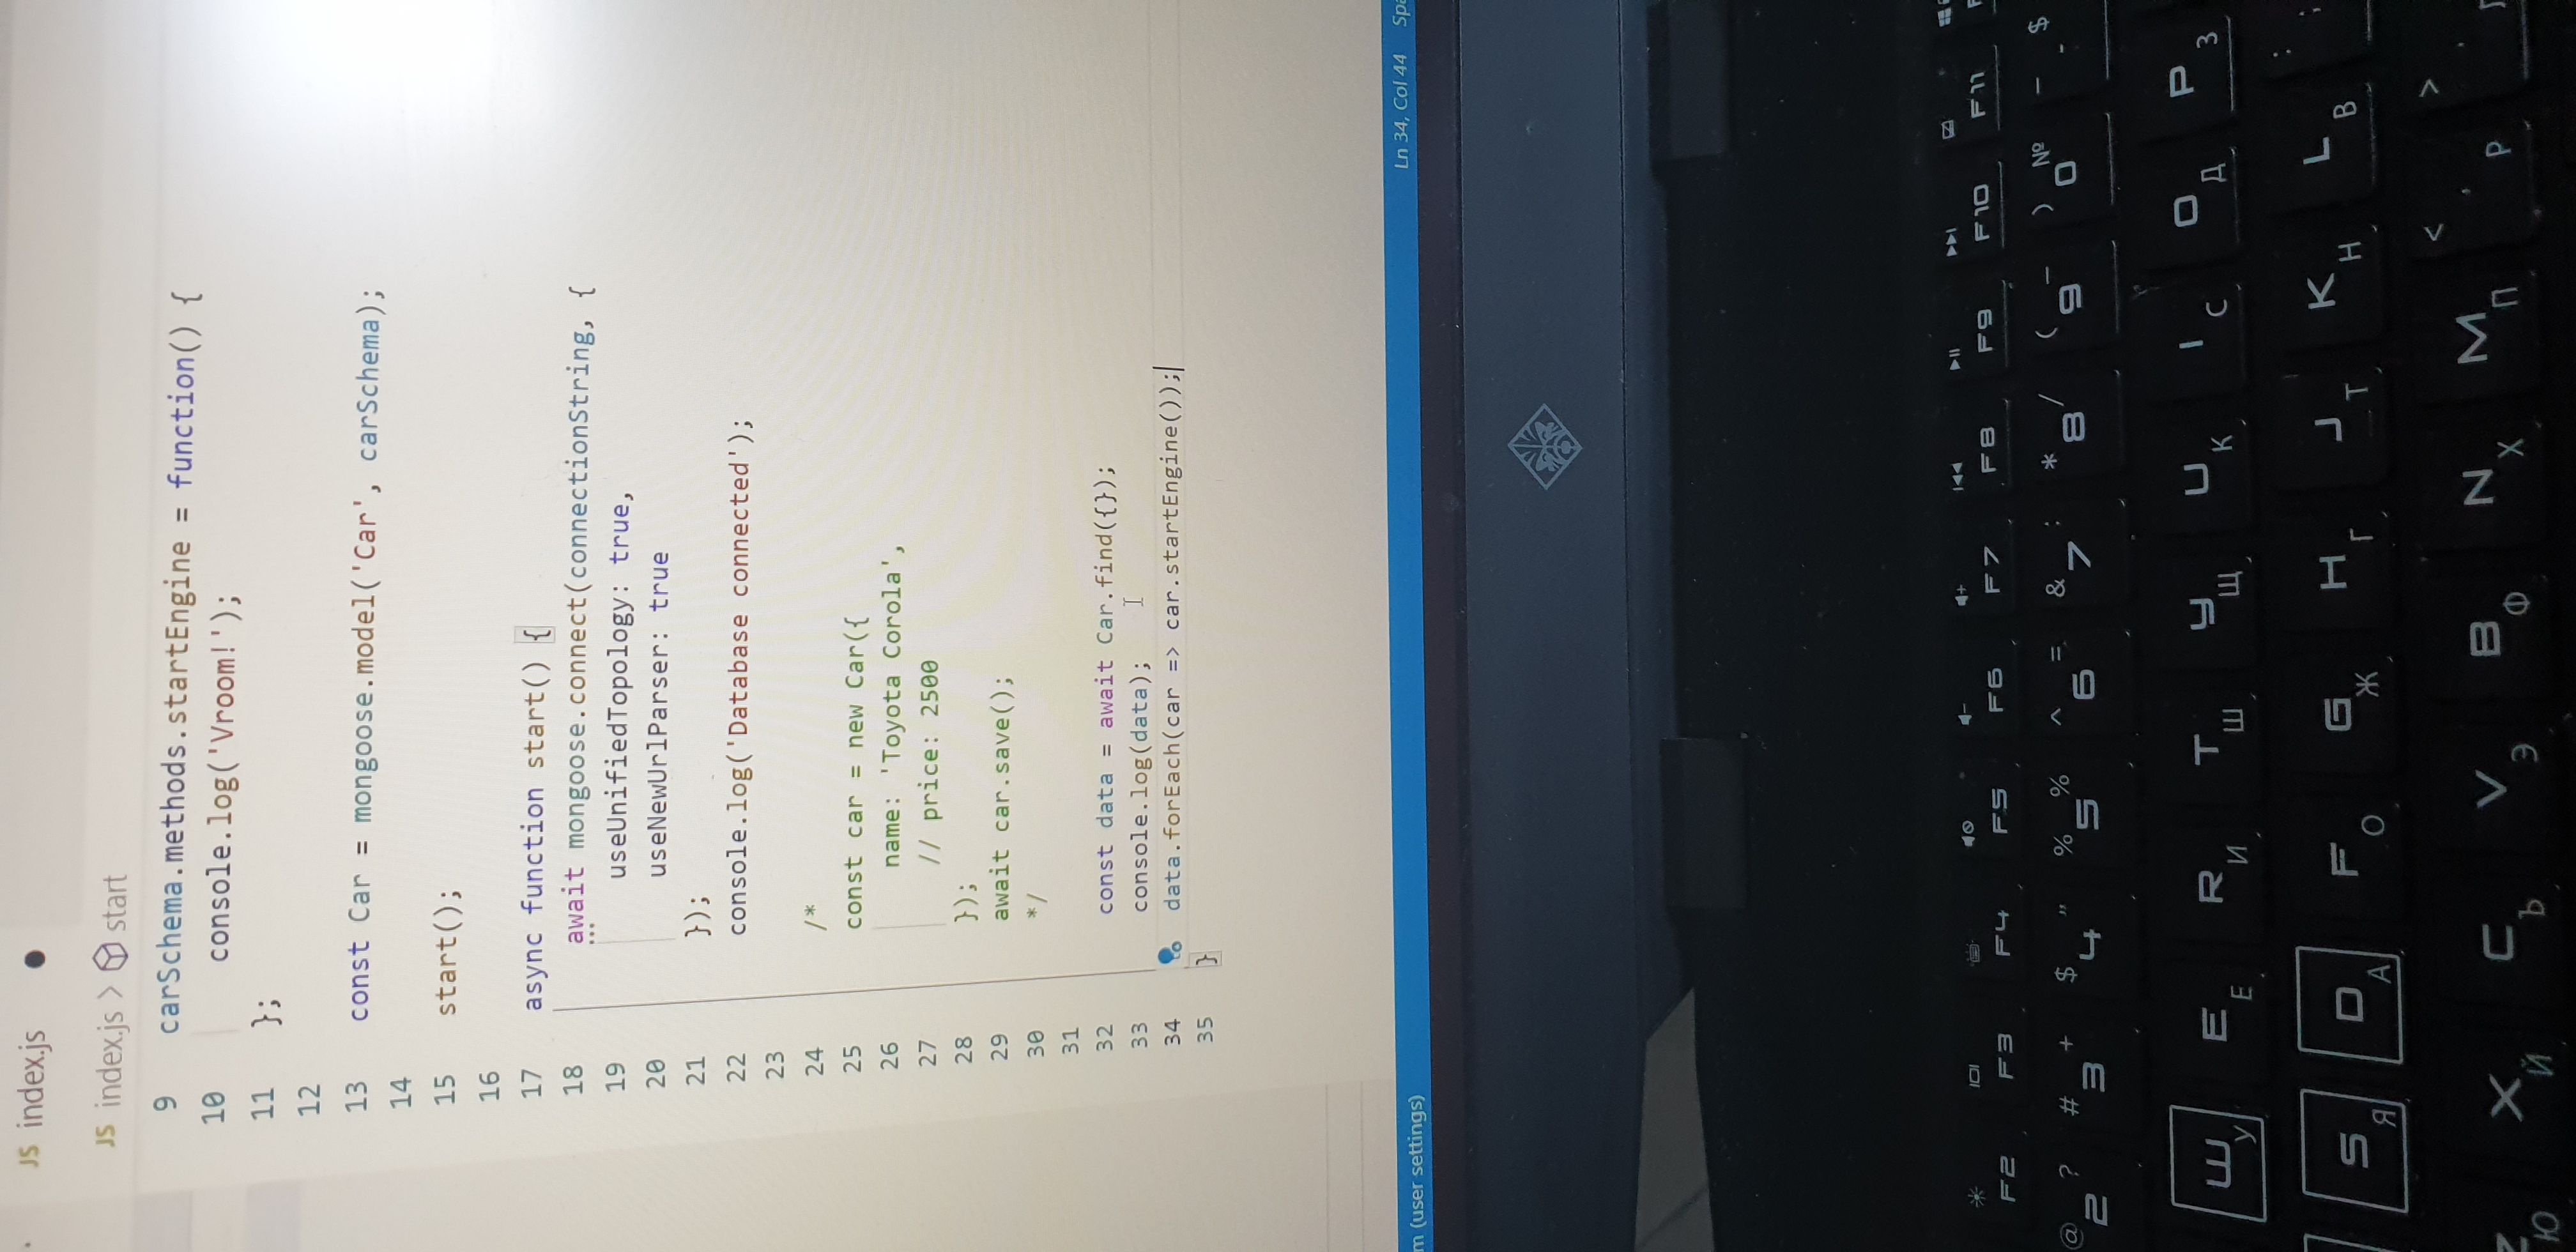 JS index.js ●
JS index.js > start
9 carSchema.methods.startEngine = function() {
10 console.log('Vroom!');
11 };
12
13 const Car = mongoose.model('Car', carSchema);
14
15 start();
16
17 async function start() {
18 await mongoose.connect(connectionString, {
19 useUnifiedTopology: true,
20 useNewUrlParser: true
21 });
22 console.log('Database connected');
23
24 /*
25 const car = new Car({
26 name: 'Toyota Corola',
27 // price: 2500
28 });
29 await car.save();
30 */
31
32 const data = await Car.find({});
33 console.log(data);
34 data.forEach(car => car.startEngine());
35 }
m (user settings) Ln 34, Col 44 Spa
F2 F3 F4 F5 F6 F7 F8 F9 F10 F11
@ ? # + $ " % % ^ = & : * / ( — ) № – $
2 3 4 5 6 7 8 9 0 -
W E R T Y U I O P
У Е И Ш Щ К С Д З
S D F G H J K L : ;
Я А О Ж Г Т Н В
Z X C V B N M < >
Ю Й Ъ Э Ф Х П Р Л